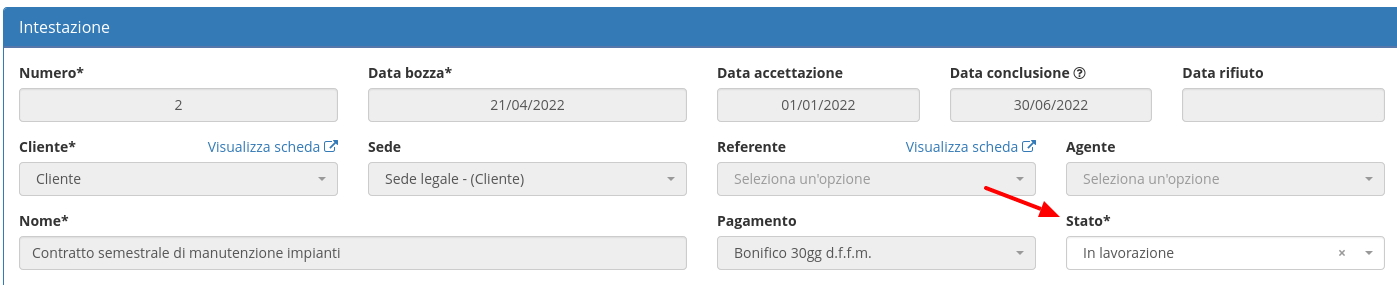 Intestazione
Numero* Data bozza* Data accettazione Data conclusione Data rifiuto
2 21/04/2022 01/01/2022 30/06/2022
Cliente* Visualizza scheda Sede Referente Visualizza scheda Agente
Cliente Sede legale - (Cliente) Seleziona un'opzione Seleziona un'opzione
Nome* Pagamento Stato*
Contratto semestrale di manutenzione impianti Bonifico 30gg d.f.f.m. In lavorazione ×